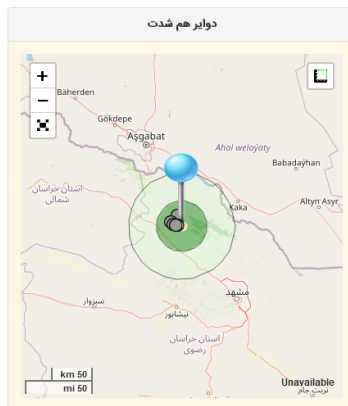 دوایر هم شدت
+
−
Bäherden
Gökdepe
Aşgabat
Ahal welaýaty
Babadaýhan
استان خراسان
شمالی
Kaka
Altyn Asyr
مشهد
سبزوار
نیشابور
استان خراسان
رضوی
50 km
50 mi
Unavailable
تربت جام